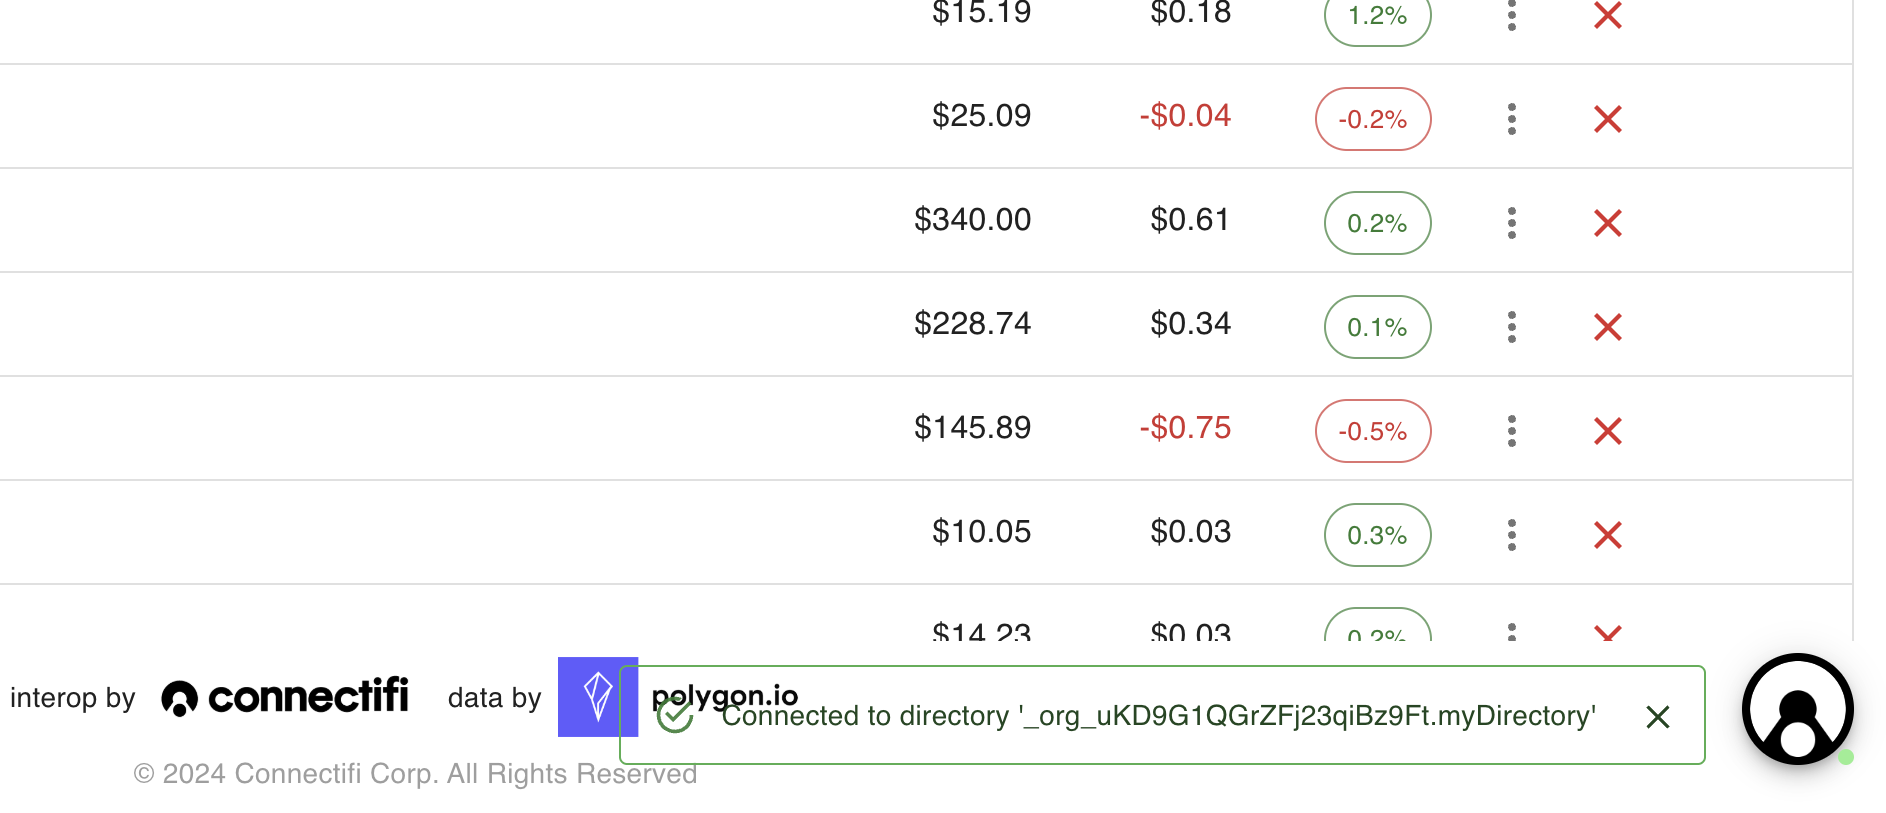 $15.19 $0.18 1.2%
$25.09 -$0.04 -0.2%
$340.00 $0.61 0.2%
$228.74 $0.34 0.1%
$145.89 -$0.75 -0.5%
$10.05 $0.03 0.3%
$14.23 $0.03 0.2%
interop by connectifi data by polygon.io
Connected to directory '_org_uKD9G1QGrZFj23qiBz9Ft.myDirectory'
© 2024 Connectifi Corp. All Rights Reserved